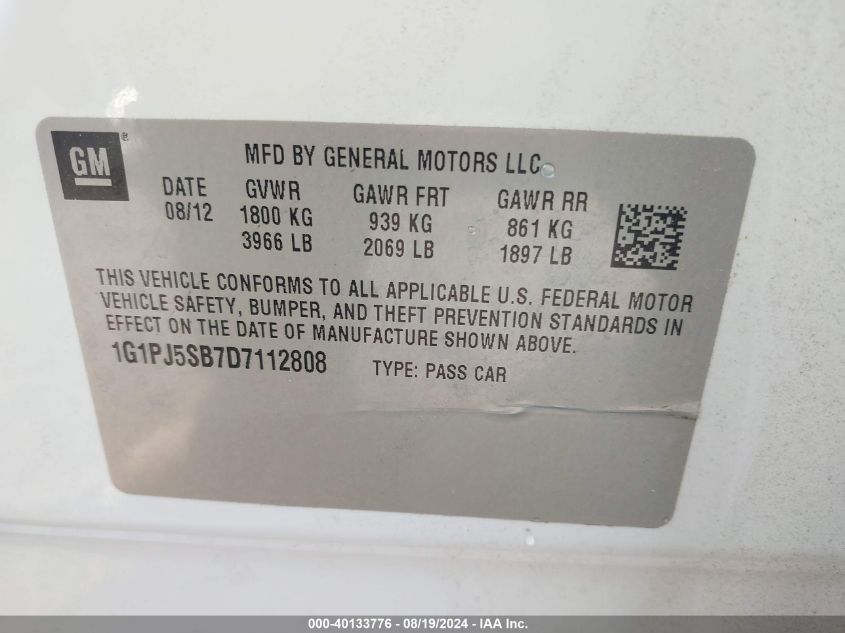 GM®
MFD BY GENERAL MOTORS LLC
DATE GVWR GAWR FRT GAWR RR
08/12 1800 KG 939 KG 861 KG
3966 LB 2069 LB 1897 LB
THIS VEHICLE CONFORMS TO ALL APPLICABLE U.S. FEDERAL MOTOR
VEHICLE SAFETY, BUMPER, AND THEFT PREVENTION STANDARDS IN
EFFECT ON THE DATE OF MANUFACTURE SHOWN ABOVE.
1G1PJ5SB7D7112808 TYPE: PASS CAR
000-40133776 - 08/19/2024 - IAA Inc.